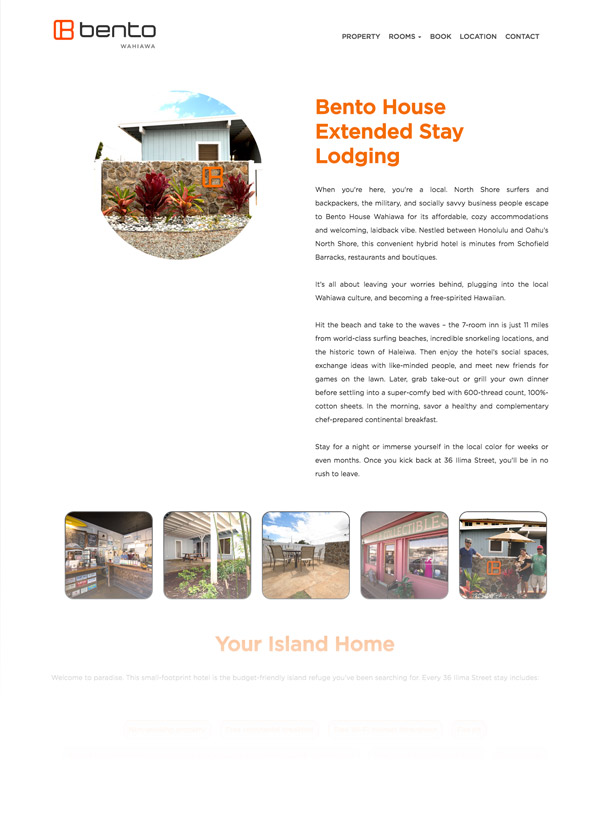 bento
WAHIAWA
PROPERTY ROOMS BOOK LOCATION CONTACT
Bento House
Extended Stay
Lodging
When you're here, you're a local. North Shore surfers and
backpackers, the military, and socially savvy business people escape
to Bento House Wahiawa for its affordable, cozy accommodations
and welcoming, laidback vibe. Nestled between Honolulu and Oahu's
North Shore, this convenient hybrid hotel is minutes from Schofield
Barracks, restaurants and boutiques.
It's all about leaving your worries behind, plugging into the local
Wahiawa culture, and becoming a free-spirited Hawaiian.
Hit the beach and take to the waves – the 7-room inn is just 11 miles
from world-class surfing beaches, incredible snorkeling locations, and
the historic town of Haleiwa. Then enjoy the hotel's social spaces,
exchange ideas with like-minded people, and meet new friends for
games on the lawn. Later, grab take-out or grill your own dinner
before settling into a super-comfy bed with 600-thread count, 100%-
cotton sheets. In the morning, savor a healthy and complementary
chef-prepared continental breakfast.
Stay for a night or immerse yourself in the local color for weeks or
even months. Once you kick back at 36 Ilima Street, you'll be in no
rush to leave.
Your Island Home
Welcome to paradise. This small-footprint hotel is the budget-friendly island refuge you've been searching for. Every 36 Ilima Street stay includes: